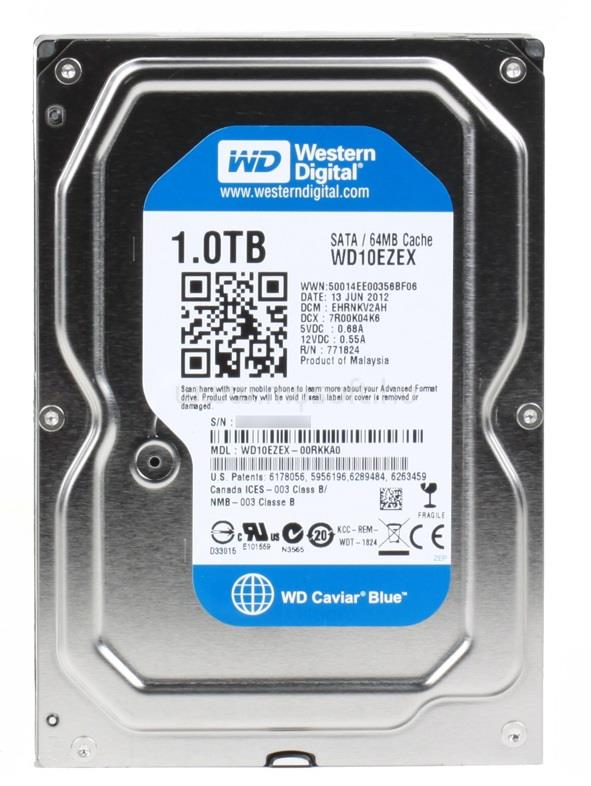 WD Western
Digital®
www.westerndigital.com
1.0TB
SATA / 64MB Cache
WD10EZEX
WWN:50014EE00356BF06
DATE: 13 JUN 2012
DCM : EHRNKV2AH
DCX : 7R00K04K6
5VDC : 0.68A
12VDC : 0.55A
R/N : 771824
Product of Malaysia
Scan here with your mobile phone to learn more about your Advanced Format
drive. Product warranty will be void if seal, label or cover is removed or
damaged.
S/N :
MDL : WD10EZEX-00RKKA0
U.S. Patents: 6178056, 5956196,6289484, 6263459
Canada ICES - 003 Class B/
NMB - 003 Classe B
FRAGILE
D33015
E101559
N3565
20
KCC-REM-
WDT-1824
CE
ZEP
WD Caviar® Blue™